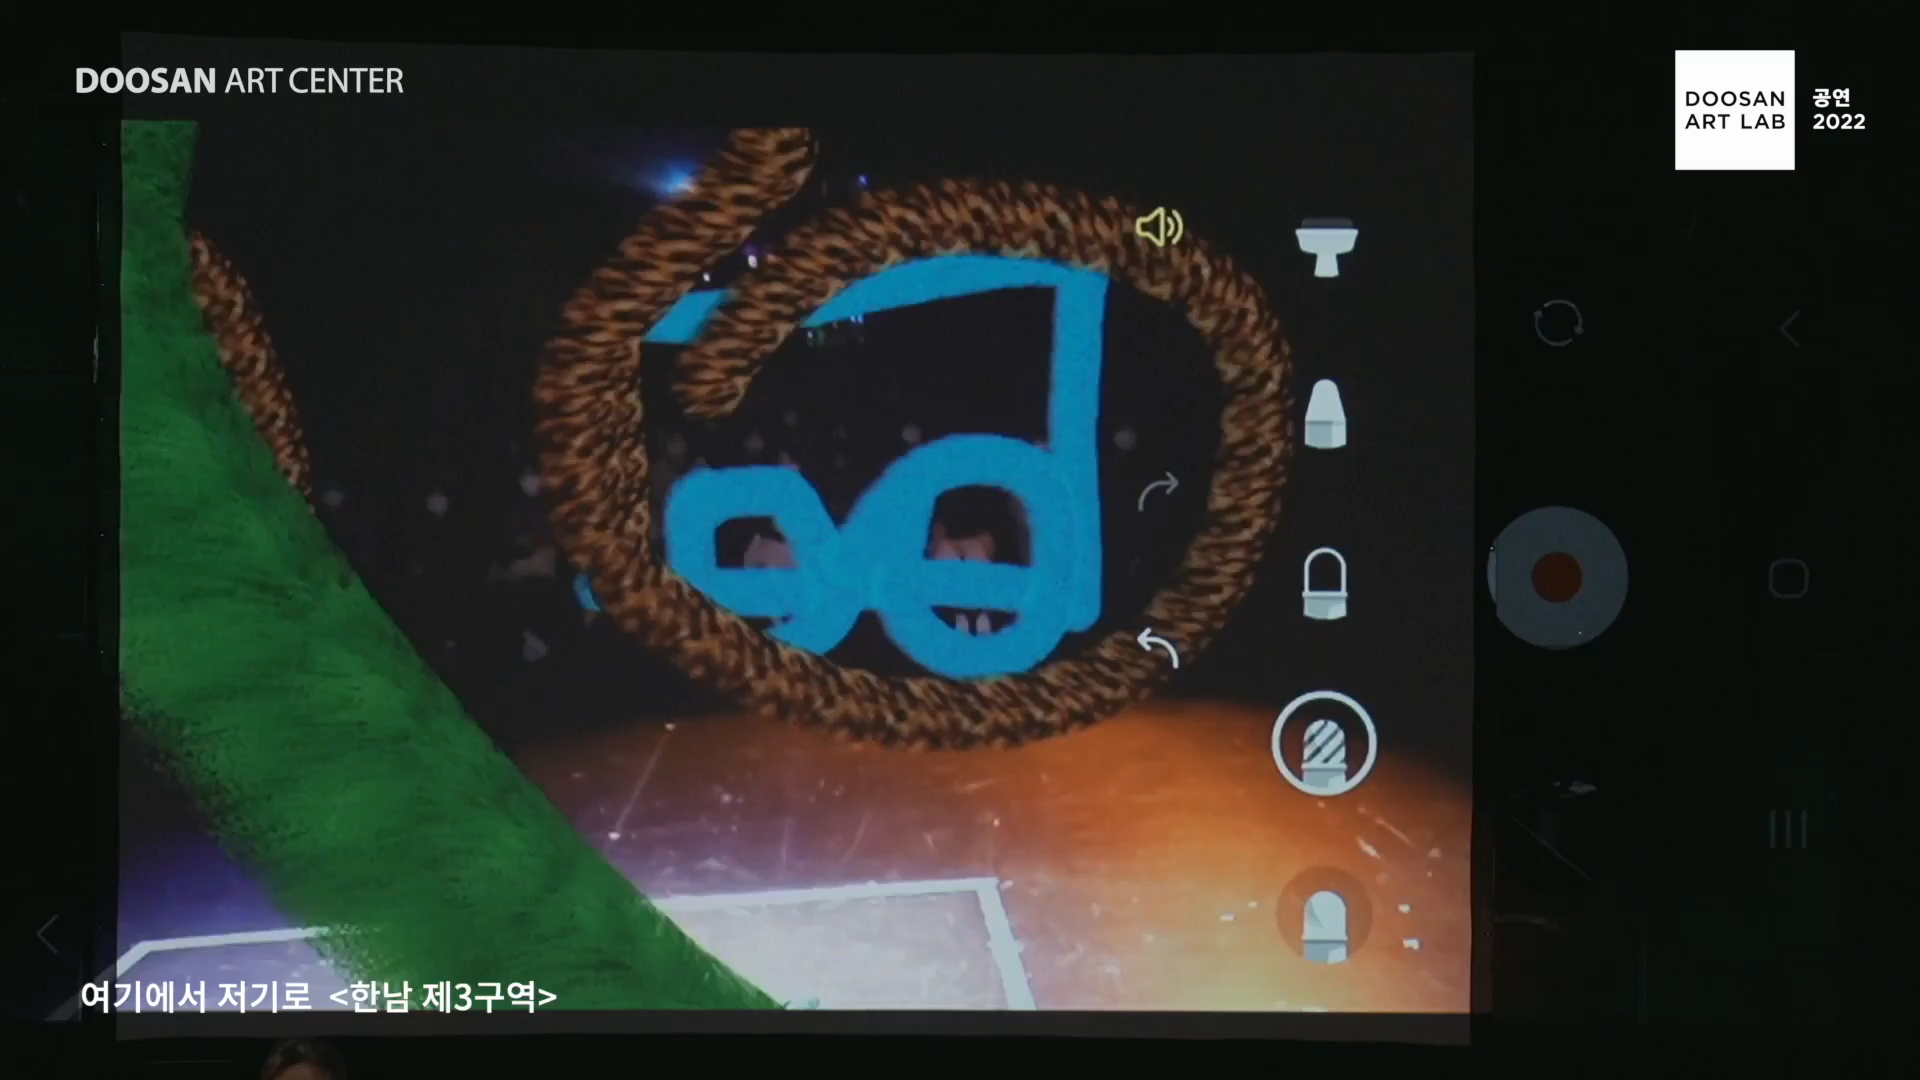 DOOSAN ART CENTER
DOOSAN
ART LAB
공연
2022
여기에서 저기로 <한남 제3구역>